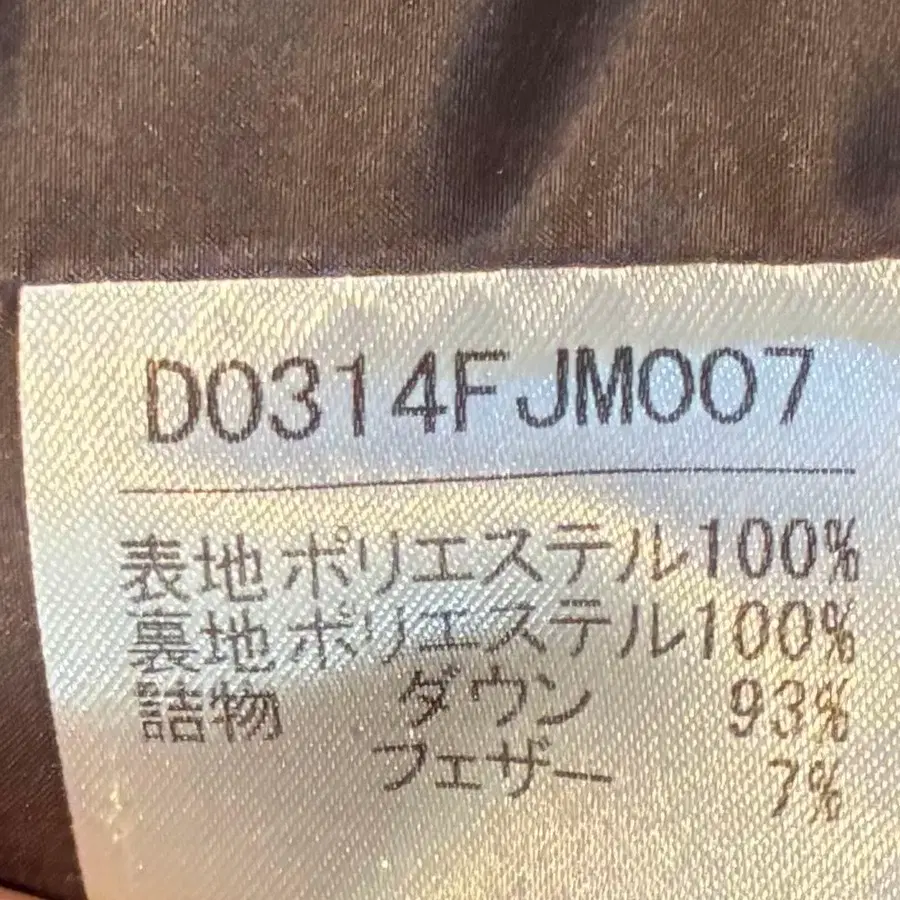 D0314FJM007
表地 ポリエステル100%
裏地 ポリエステル100%
詰物 ダウン 93%
フェザー 7%